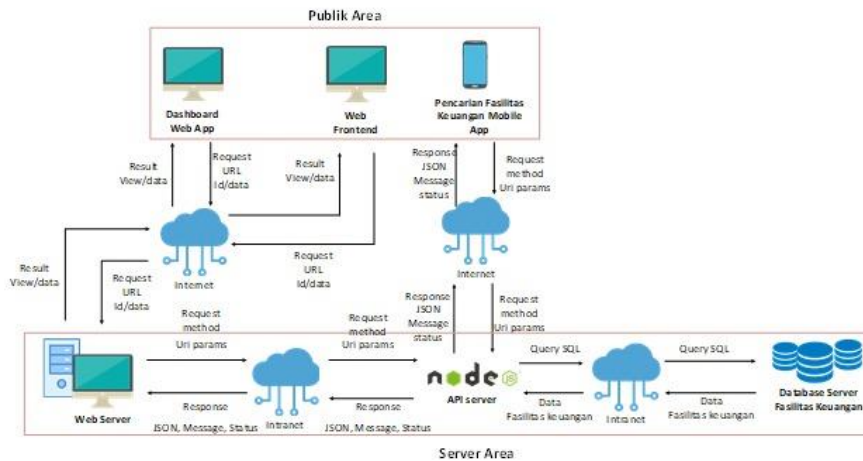 Publik Area
Dashboard
Web App
Web
Frontend
Pencarian Fasilitas
Keuangan Mobile
App
Result
View/data
Request
URL
Id/data
Result
View/data
Response
JSON
Message
status
Request
method
Uri params
Internet
Request
URL
Id/data
Internet
Result
View/data
Request
URL
Id/data
Request
method
Uri params
Request
method
Uri params
Response
JSON
Message
status
Request
method
Uri params
Query SQL
Query SQL
node
JS
API server
Database Server
Fasilitas Keuangan
Web Server
Response
JSON, Message, Status
Intranet
Response
JSON, Message, Status
Data
Fasilitas keuangan
Intranet
Data
Fasilitas keuangan
Server Area